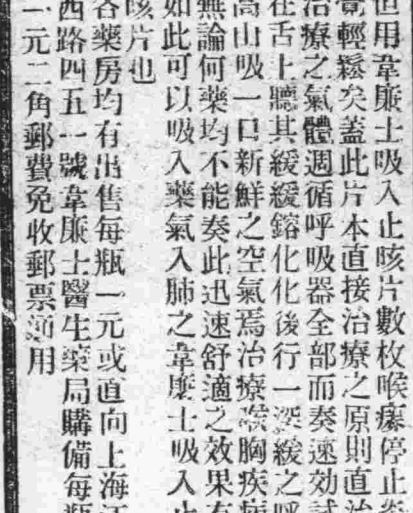 但用韋廉士吸入止咳片數枚喉癢停止
覺輕鬆矣蓋此片本直接治療之原則直治
治療之氣體週循呼吸器全部而奏速效試
在舌上聽其緩緩鎔化化後行一深緩之呼
高山吸一口新鮮之空氣焉治療喉胸疾病
無論何藥均不能奏此迅速舒適之效果有
如此可以吸入藥氣入肺之韋廉士吸入止
咳片也
各藥房均有出售每瓶一元或直向上海江
西路四五一號韋廉士醫生藥局購備每瓶
一元二角郵費免收郵票通用